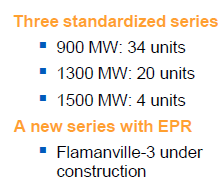 Three standardized series
900 MW: 34 units
1300 MW: 20 units
1500 MW: 4 units
A new series with EPR
Flamanville-3 under
construction